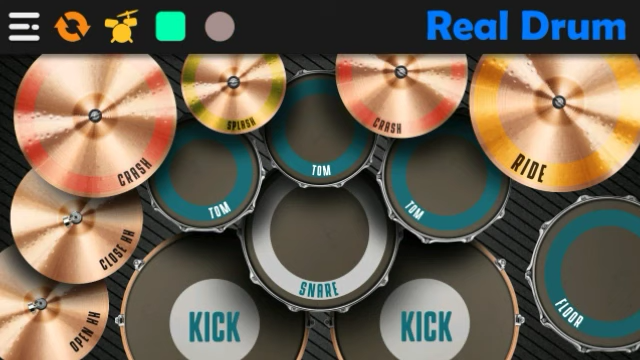 Real Drum
CRASH
SPLASH
CRASH
RIDE
TOM
TOM
TOM
CLOSE HH
SNARE
FLOOR
OPEN HH
KICK
KICK